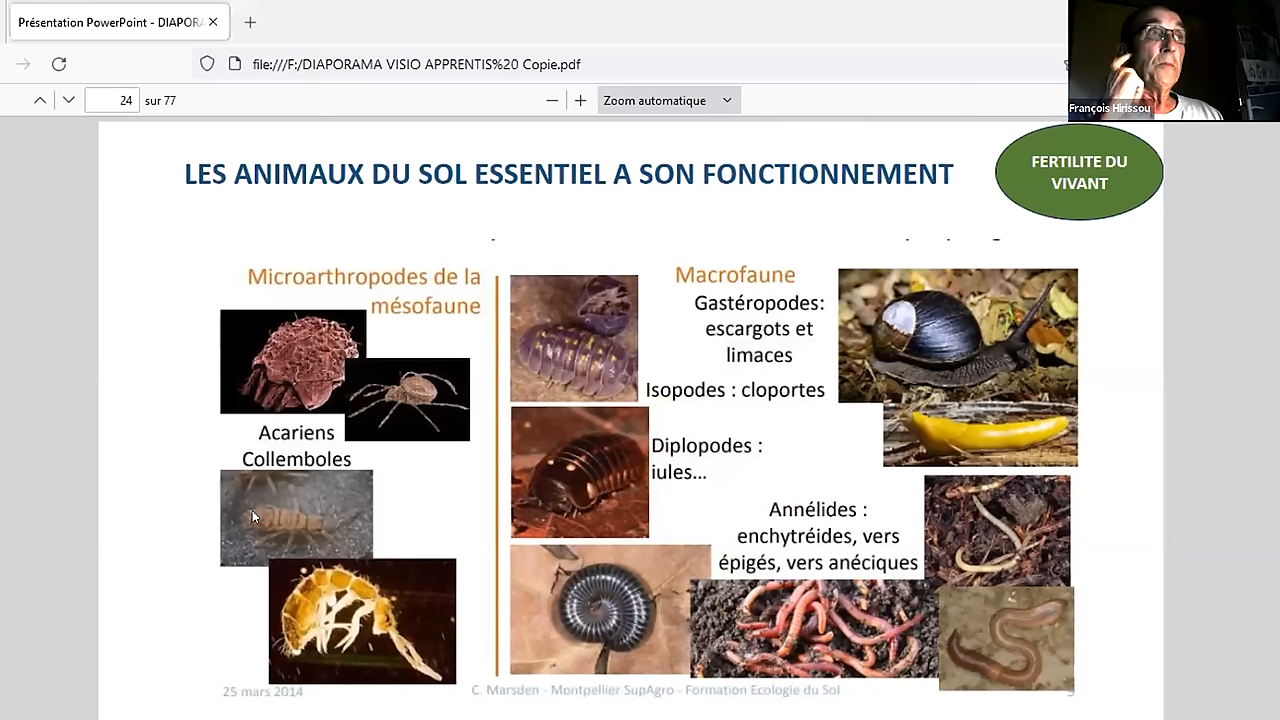 Présentation PowerPoint - DIAPORA
file:///F:/DIAPORAMA VISIO APPRENTIS%20 Copie.pdf
24 sur 77
Zoom automatique
François Hirissou
LES ANIMAUX DU SOL ESSENTIEL A SON FONCTIONNEMENT
FERTILITE DU
VIVANT
Microarthropodes de la
mésofaune
Acariens
Collemboles
Macrofaune
Gastéropodes:
escargots et
limaces
Isopodes : cloportes
Diplopodes :
iules...
Annélides :
enchytréides, vers
épigés, vers anéciques
25 mars 2014
C. Marsden - Montpellier SupAgro - Formation Ecologie du Sol